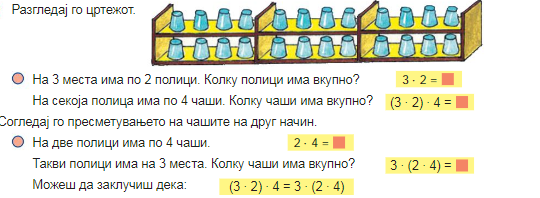 Разгледај го цртежот.
На 3 места има по 2 полици. Колку полици има вкупно? 3 · 2 =
На секоја полица има по 4 чаши. Колку чаши има вкупно? (3 · 2) · 4 =
Согледај го пресметувањето на чашите на друг начин.
На две полици има по 4 чаши. 2 · 4 =
Такви полици има на 3 места. Колку чаши има вкупно? 3 · (2 · 4) =
Можеш да заклучиш дека: (3 · 2) · 4 = 3 · (2 · 4)